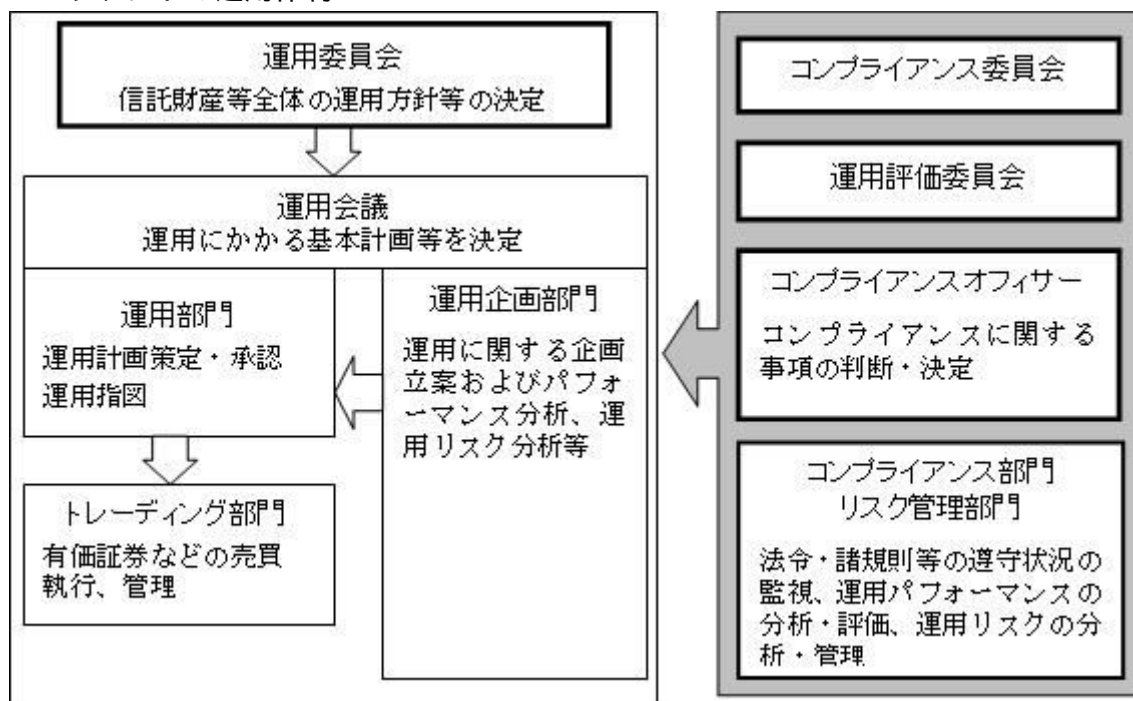 運用委員会
信託財産等全体の運用方針等の決定
運用会議
運用にかかる基本計画等を決定
運用部門
運用計画策定・承認
運用指図
運用企画部門
運用に関する企画
立案およびパフォ
ーマンス分析、運
用リスク分析等
トレーディング部門
有価証券などの売買
執行、管理
コンプライアンス委員会
運用評価委員会
コンプライアンスオフィサー
コンプライアンスに関する
事項の判断・決定
コンプライアンス部門
リスク管理部門
法令・諸規則等の遵守状況の
監視、運用パフォーマンスの
分析・評価、運用リスクの分
析・管理